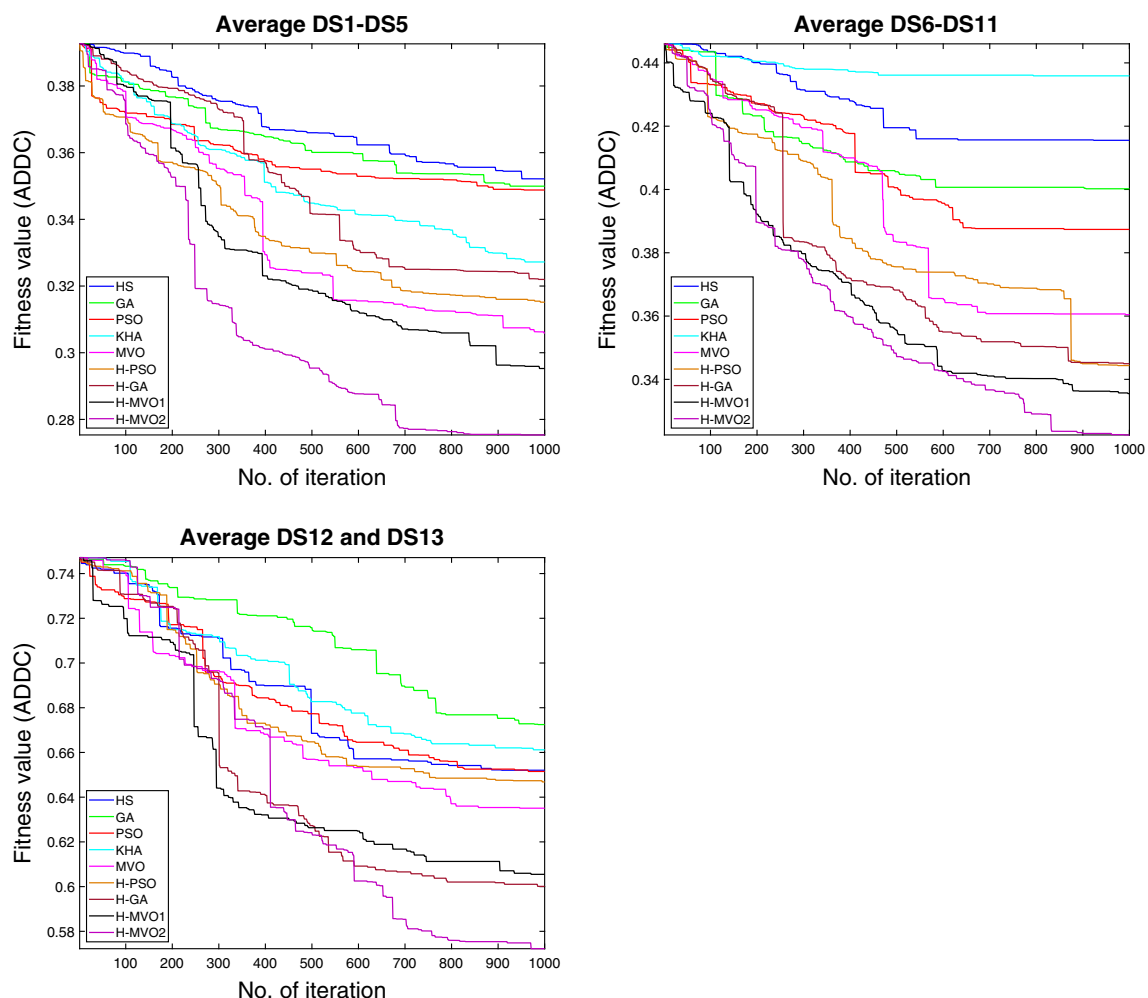 Average DS1-DS5
Fitness value (ADDC)
0.38
0.36
0.34
0.32
0.3
0.28
HS
GA
PSO
KHA
MVO
H-PSO
H-GA
H-MVO1
H-MVO2
100 200 300 400 500 600 700 800 900 1000
No. of iteration
Average DS6-DS11
Fitness value (ADDC)
0.44
0.42
0.4
0.38
0.36
0.34
HS
GA
PSO
KHA
MVO
H-PSO
H-GA
H-MVO1
H-MVO2
100 200 300 400 500 600 700 800 900 1000
No. of iteration
Average DS12 and DS13
Fitness value (ADDC)
0.74
0.72
0.7
0.68
0.66
0.64
0.62
0.6
0.58
HS
GA
PSO
KHA
MVO
H-PSO
H-GA
H-MVO1
H-MVO2
100 200 300 400 500 600 700 800 900 1000
No. of iteration